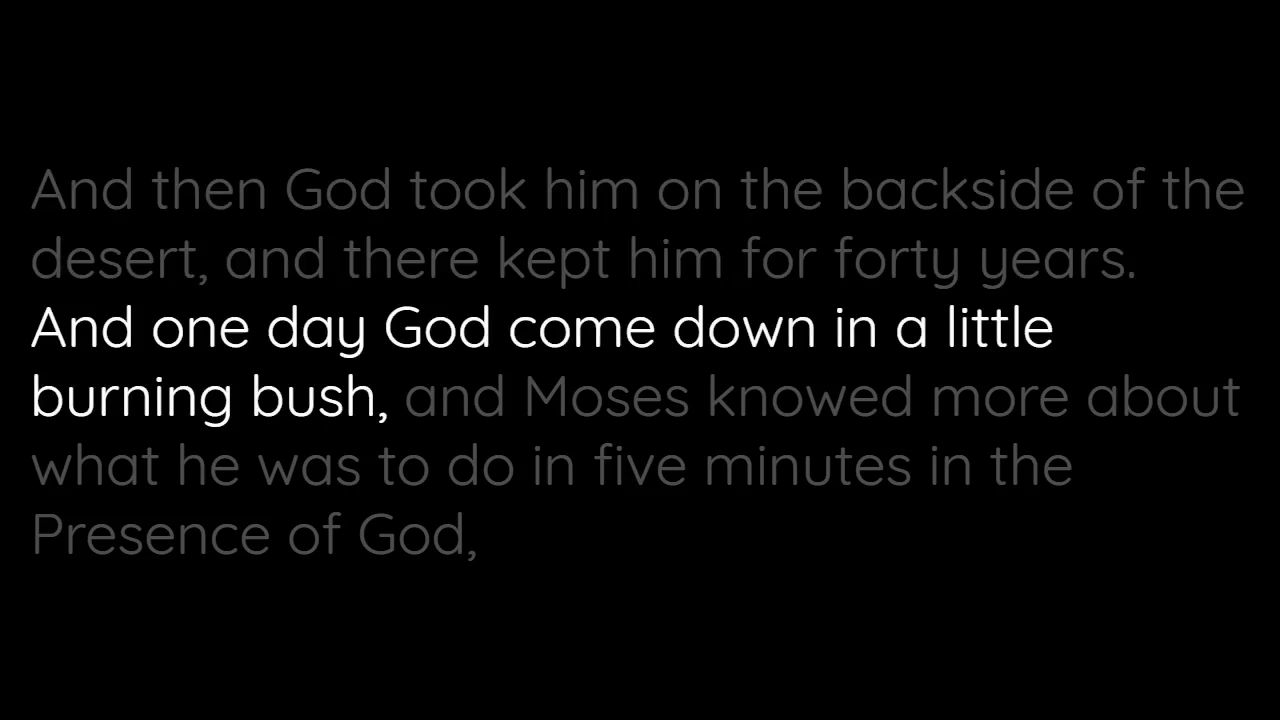 And then God took him on the backside of the
desert, and there kept him for forty years.
And one day God come down in a little
burning bush, and Moses knowed more about
what he was to do in five minutes in the
Presence of God,